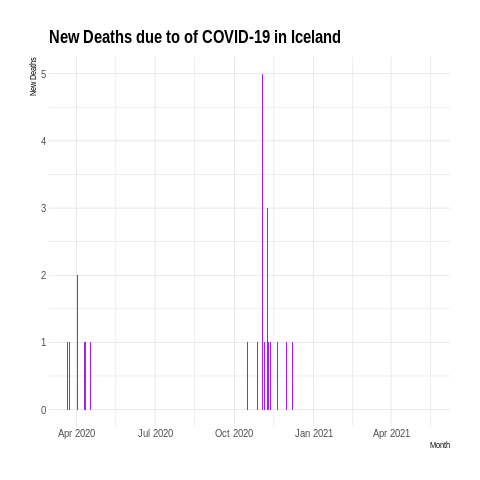 New Deaths due to of COVID-19 in Iceland
New Deaths
5
4
3
2
1
0
Apr 2020 Jul 2020 Oct 2020 Jan 2021 Apr 2021
Month